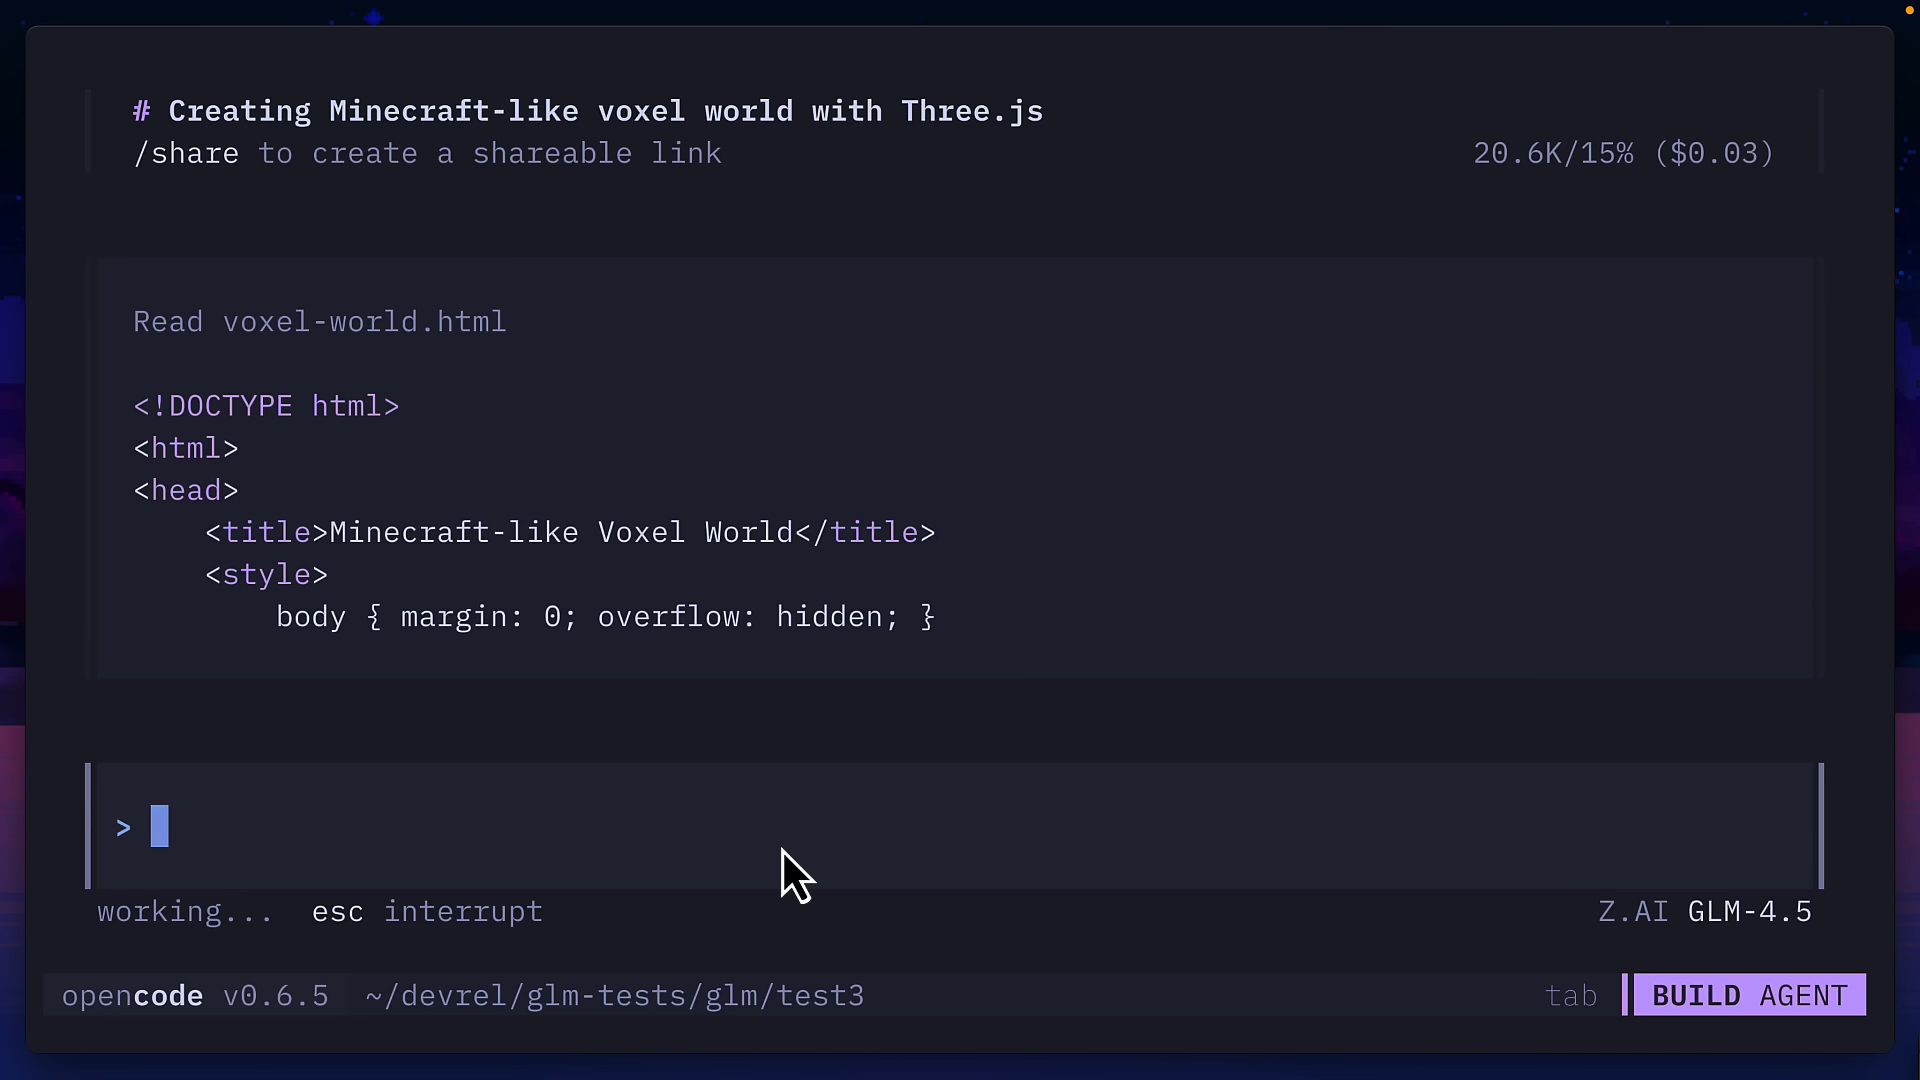 # Creating Minecraft-like voxel world with Three.js
/share to create a shareable link 20.6K/15% ($0.03)
Read voxel-world.html
<!DOCTYPE html>
<html>
<head>
    <title>Minecraft-like Voxel World</title>
    <style>
        body { margin: 0; overflow: hidden; }
>
working... esc interrupt Z.AI GLM-4.5
opencode v0.6.5 ~/devrel/glm-tests/glm/test3 tab BUILD AGENT